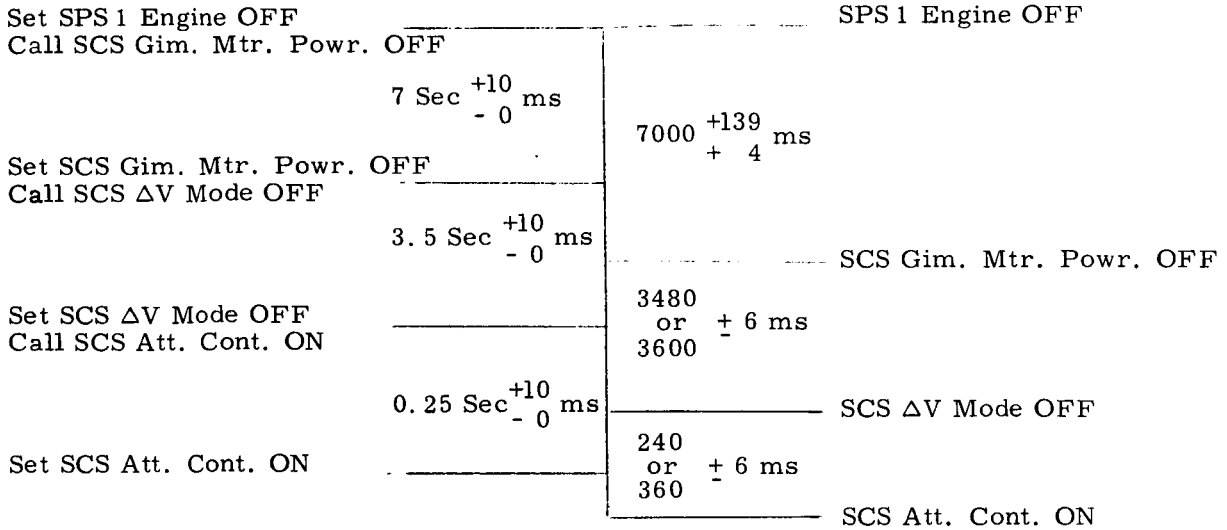 Set SPS 1 Engine OFF
Call SCS Gim. Mtr. Powr. OFF
SPS 1 Engine OFF
7 Sec +10 - 0 ms
7000 +139 + 4 ms
Set SCS Gim. Mtr. Powr. OFF
Call SCS △V Mode OFF
3.5 Sec +10 - 0 ms
SCS Gim. Mtr. Powr. OFF
Set SCS △V Mode OFF
Call SCS Att. Cont. ON
3480
or ± 6 ms
3600
0.25 Sec +10 - 0 ms
SCS △V Mode OFF
Set SCS Att. Cont. ON
240
or ± 6 ms
360
SCS Att. Cont. ON